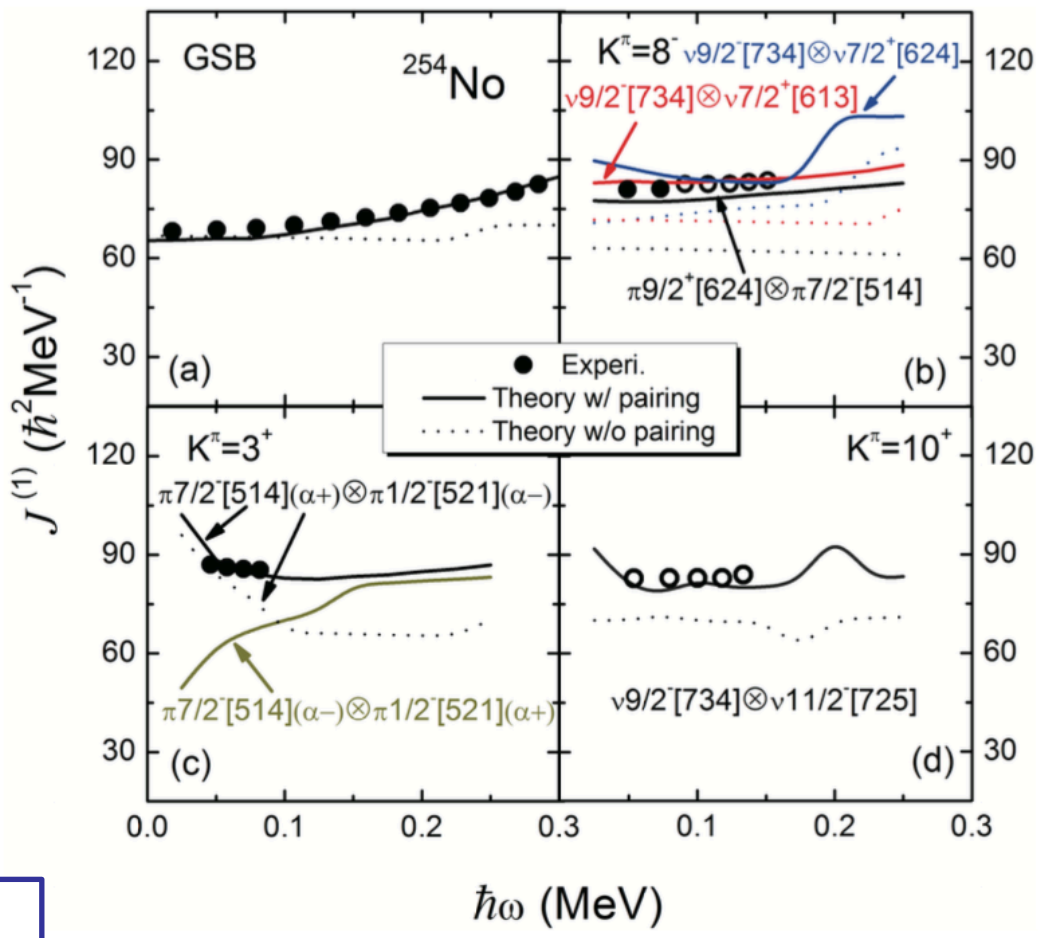 120
90
60
30
GSB
²⁵⁴No
(a)
K^π=8⁻ ν9/2⁻[734]⊗ν7/2⁺[624]
ν9/2⁻[734]⊗ν7/2⁺[613]
π9/2⁺[624]⊗π7/2⁻[514]
(b)
120
90
60
30
J⁽¹⁾ (ℏ²MeV⁻¹)
Experi.
Theory w/ pairing
Theory w/o pairing
120
90
60
30
K^π=3⁺
π7/2⁻[514](α+)⊗π1/2⁻[521](α−)
π7/2⁻[514](α−)⊗π1/2⁻[521](α+)
(c)
K^π=10⁺
ν9/2⁻[734]⊗ν11/2⁻[725]
(d)
120
90
60
30
0.0 0.1 0.2 0.3 0.1 0.2 0.3
ℏω (MeV)